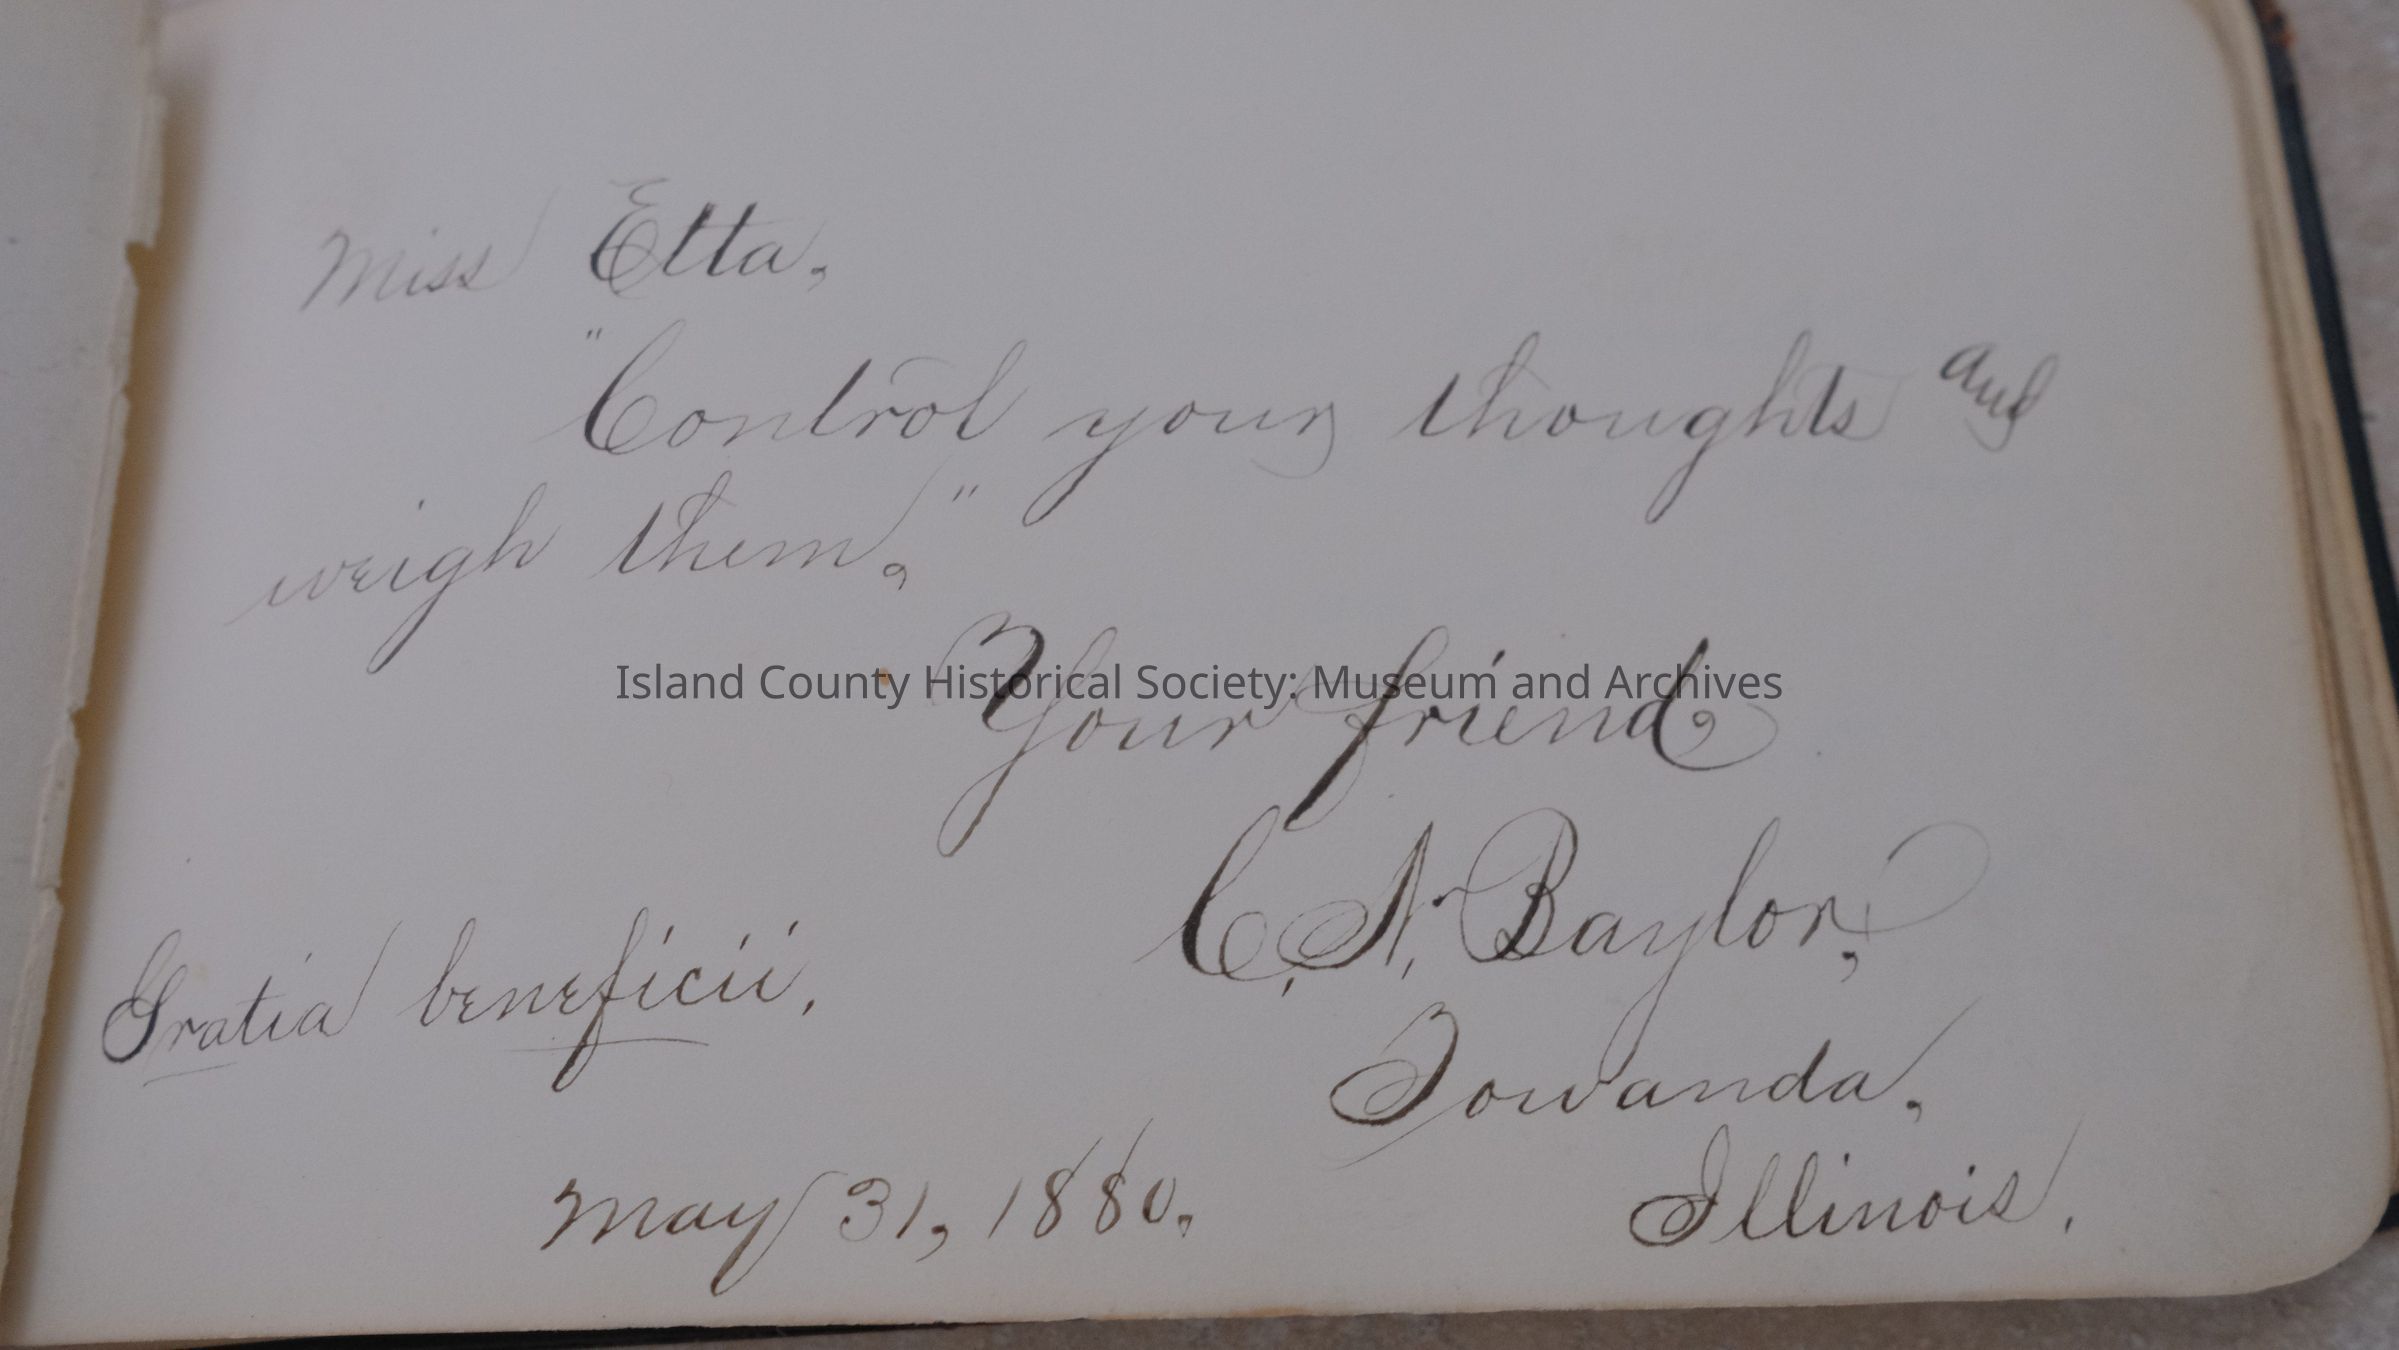 Miss Etta,
"Control your thoughts and
weigh them."
Island County Historical Society: Museum and Archives
Your friend,
C. A. Baylor,
Gratia beneficii,
Towanda,
May 31, 1880.
Illinois.